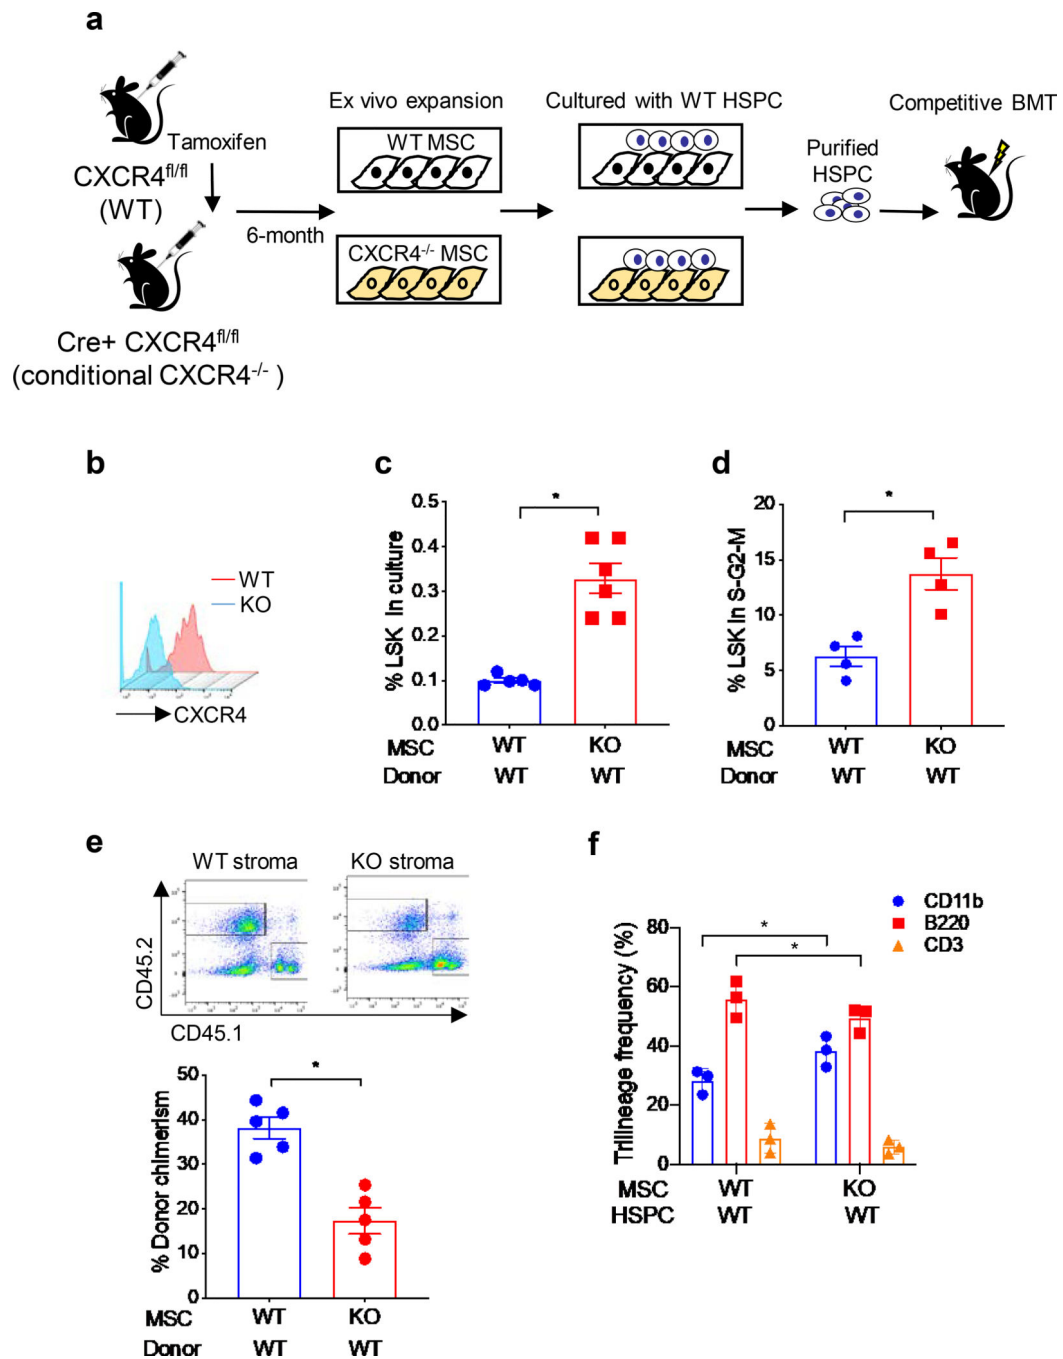 a
Ex vivo expansion
Cultured with WT HSPC
Competitive BMT
WT MSC
Tamoxifen
Purified
HSPC
CXCR4fl/fl
(WT)
6-month
CXCR4-/- MSC
Cre+ CXCR4fl/fl
(conditional CXCR4-/- )
b
WT
KO
CXCR4
c
% LSK In culture
0.5
0.4
0.3
0.2
0.1
0.0
*
MSC WT KO
Donor WT WT
d
% LSK In S-G2-M
20
15
10
5
0
*
MSC WT KO
Donor WT WT
e
WT stroma KO stroma
CD45.2
CD45.1
% Donor chimerism
50
40
30
20
10
0
*
MSC WT KO
Donor WT WT
f
CD11b
B220
CD3
Trilineage frequency (%)
80
60
40
20
0
*
*
MSC WT KO
HSPC WT WT